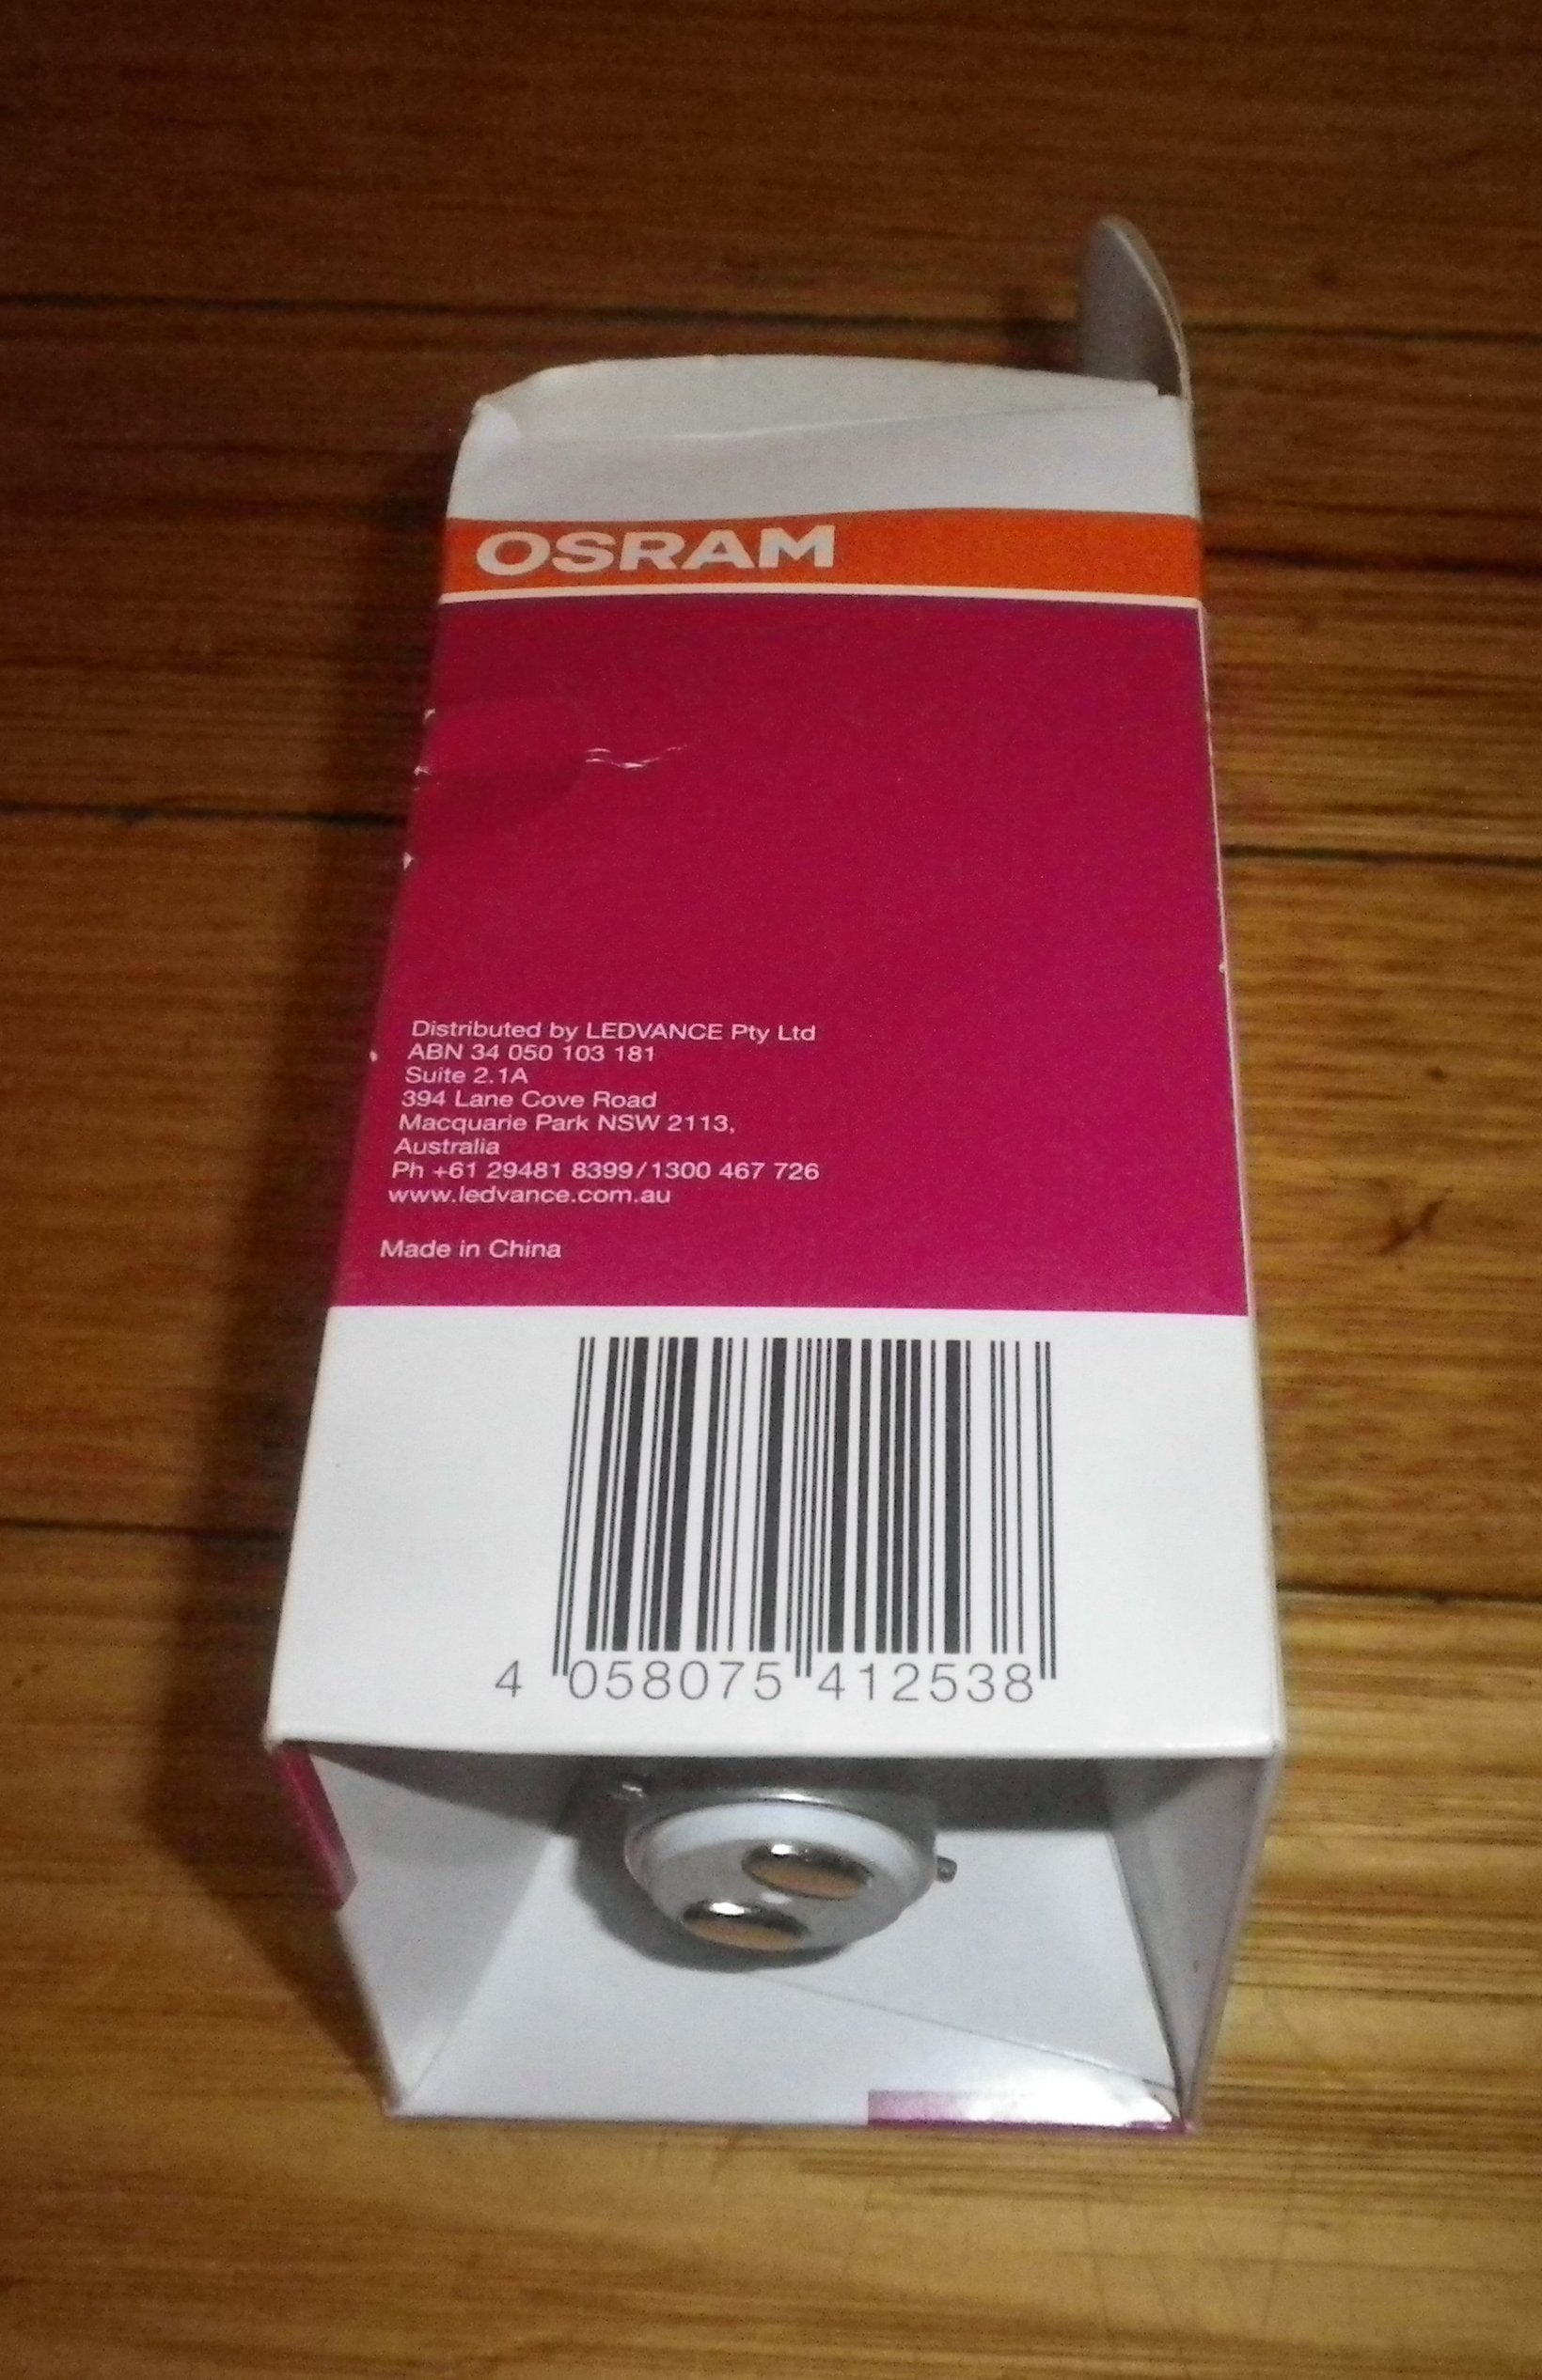 OSRAM
Distributed by LEDVANCE Pty Ltd
ABN 34 050 103 181
Suite 2.1A
394 Lane Cove Road
Macquarie Park NSW 2113,
Australia
Ph +61 29481 8399/1300 467 726
www.ledvance.com.au
Made in China
4 058075 412538